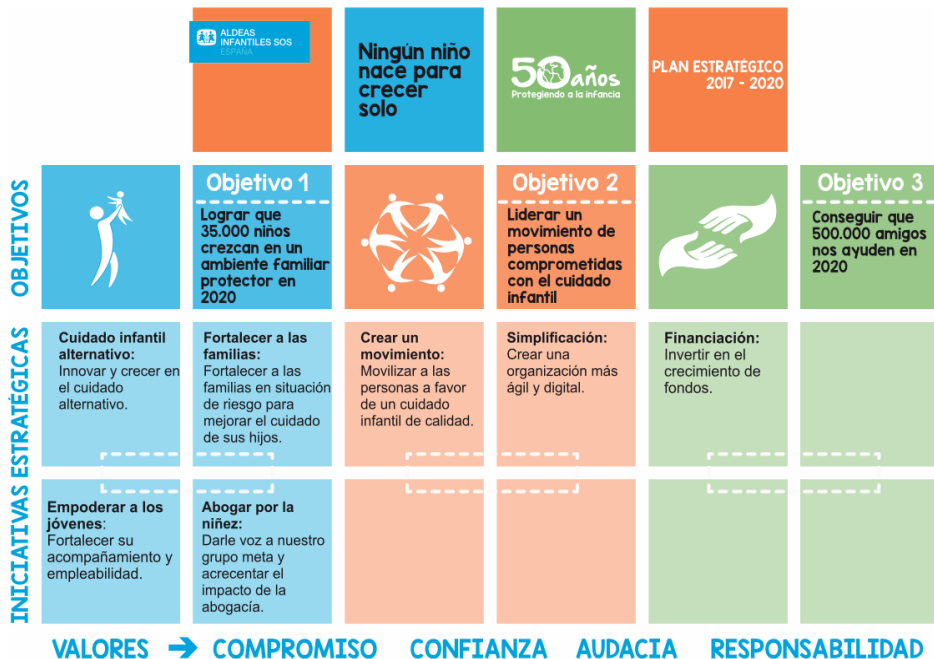 ALDEAS
INFANTILES SOS
ESPAÑA
Ningún niño
nace para
crecer
solo
50 años
Protegiendo a la infancia
PLAN ESTRATÉGICO
2017 - 2020
OBJETIVOS
Objetivo 1
Lograr que
35.000 niños
crezcan en un
ambiente familiar
protector en
2020
Objetivo 2
Liderar un
movimiento de
personas
comprometidas
con el cuidado
infantil
Objetivo 3
Conseguir que
500.000 amigos
nos ayuden en
2020
INICIATIVAS ESTRATÉGICAS
Cuidado infantil
alternativo:
Innovar y crecer en
el cuidado
alternativo.
Fortalecer a las
familias:
Fortalecer a las
familias en situación
de riesgo para
mejorar el cuidado
de sus hijos.
Crear un
movimiento:
Movilizar a las
personas a favor
de un cuidado
infantil de calidad.
Simplificación:
Crear una
organización más
ágil y digital.
Financiación:
Invertir en el
crecimiento de
fondos.
Empoderar a los
jóvenes:
Fortalecer su
acompañamiento y
empleabilidad.
Abogar por la
niñez:
Darle voz a nuestro
grupo meta y
acrecentar el
impacto de la
abogacía.
VALORES → COMPROMISO CONFIANZA AUDACIA RESPONSABILIDAD